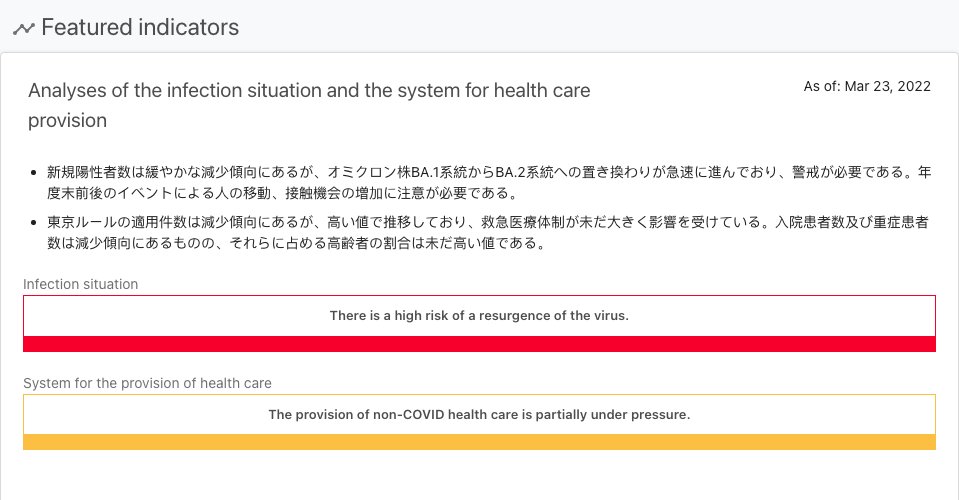 Featured indicators
Analyses of the infection situation and the system for health care
provision
As of: Mar 23, 2022
新規陽性者数は緩やかな減少傾向にあるが、オミクロン株BA.1系統からBA.2系統への置き換わりが急速に進んでおり、警戒が必要である。年
度末前後のイベントによる人の移動、接触機会の増加に注意が必要である。
東京ルールの適用件数は減少傾向にあるが、高い値で推移しており、救急医療体制が未だ大きく影響を受けている。入院患者数及び重症患者
数は減少傾向にあるものの、それらに占める高齢者の割合は未だ高い値である。
Infection situation
There is a high risk of a resurgence of the virus.
System for the provision of health care
The provision of non-COVID health care is partially under pressure.